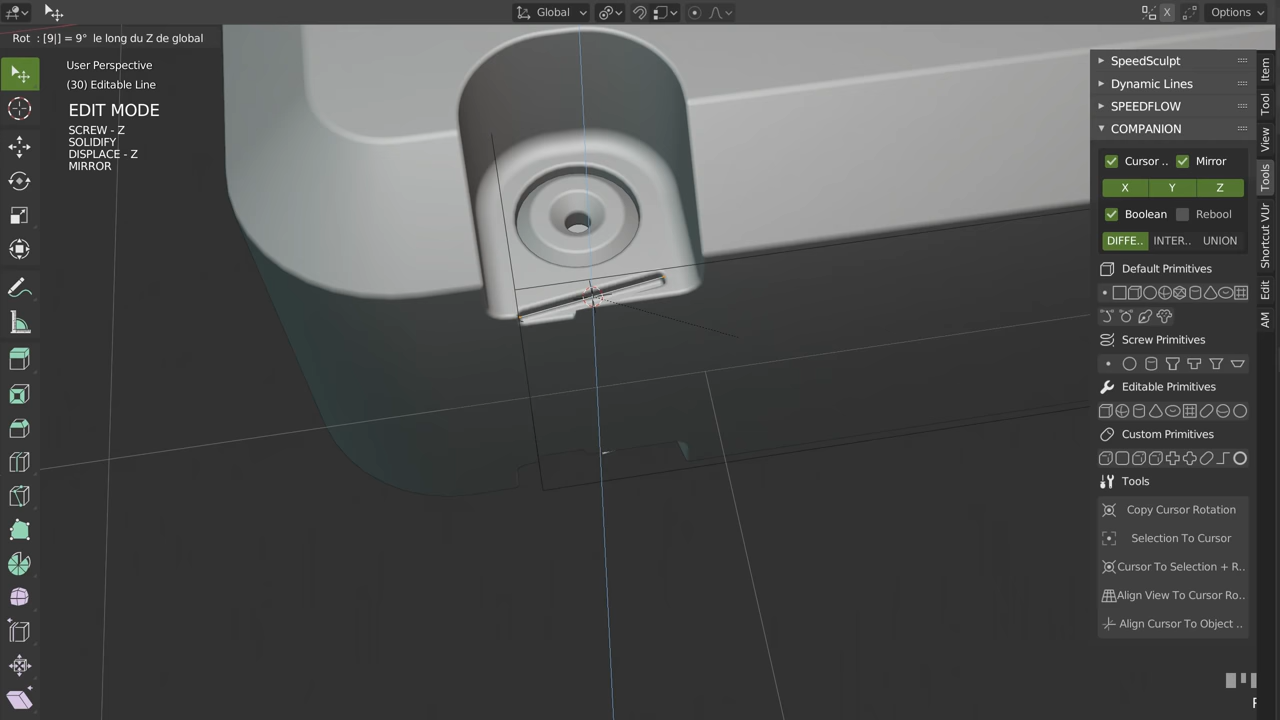 Global
X
Options
Rot : [9|] = 9° le long du Z de global
User Perspective
(30) Editable Line
EDIT MODE
SCREW - Z
SOLIDIFY
DISPLACE - Z
MIRROR
SpeedSculpt
Dynamic Lines
SPEEDFLOW
COMPANION
Cursor .. Mirror
X Y Z
Boolean Rebool
DIFFE.. INTER.. UNION
Default Primitives
Screw Primitives
Editable Primitives
Custom Primitives
Tools
Copy Cursor Rotation
Selection To Cursor
Cursor To Selection + R..
Align View To Cursor Ro..
Align Cursor To Object ..
Item
Tool
View
Tools
Shortcut VUr
Edit
AM